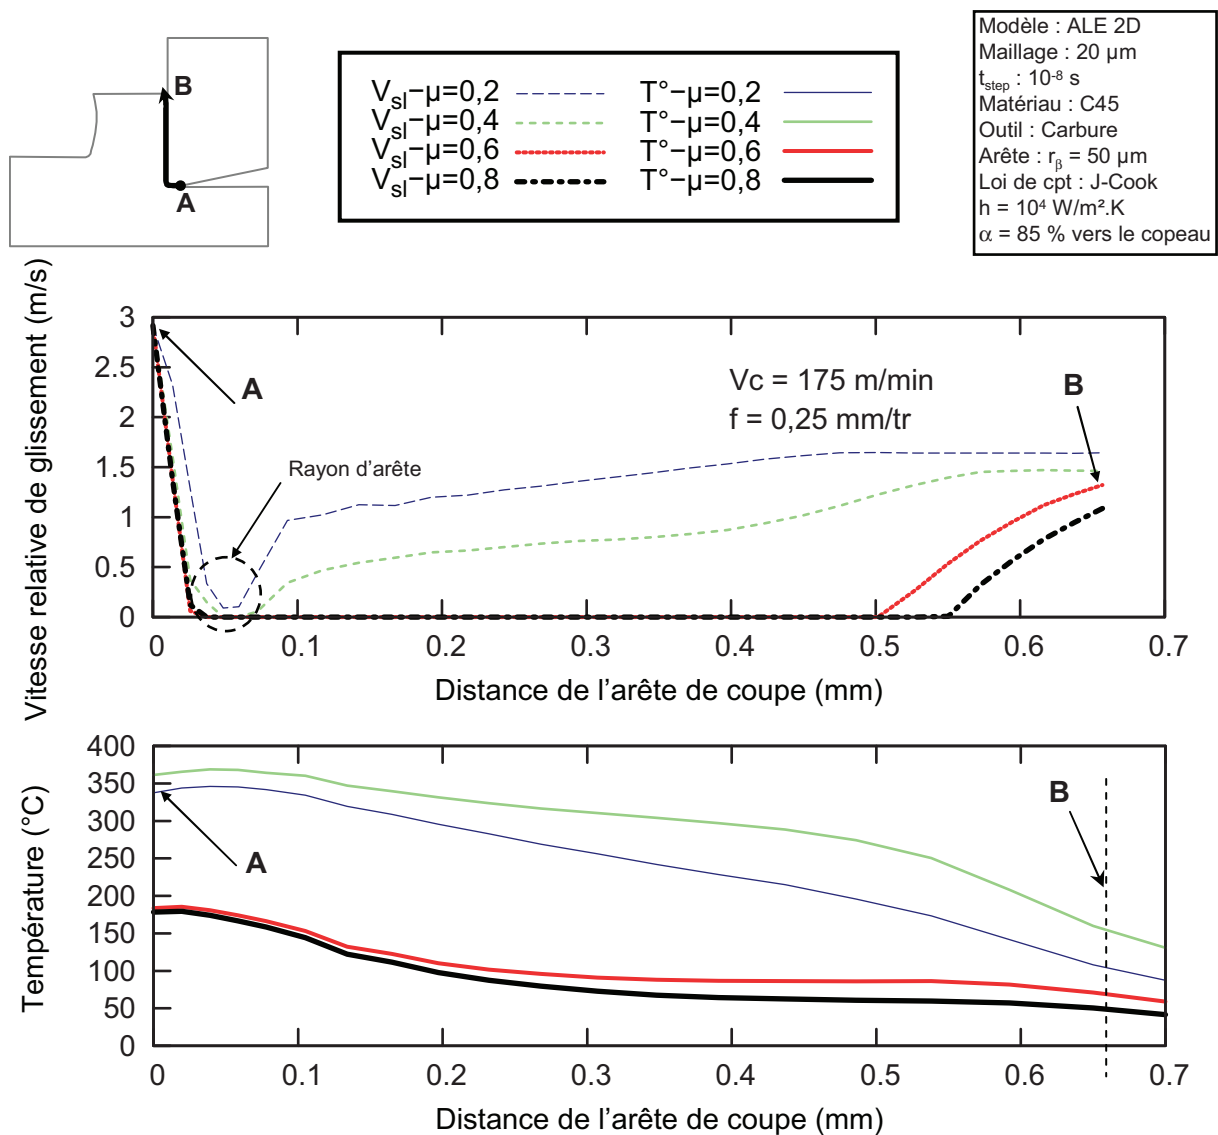 B
A
V_sl−μ=0,2
T°−μ=0,2
V_sl−μ=0,4
T°−μ=0,4
V_sl−μ=0,6
T°−μ=0,6
V_sl−μ=0,8
T°−μ=0,8
Modèle : ALE 2D
Maillage : 20 μm
t_step : 10⁻⁸ s
Matériau : C45
Outil : Carbure
Arête : r_β = 50 μm
Loi de cpt : J-Cook
h = 10⁴ W/m².K
α = 85 % vers le copeau
Vitesse relative de glissement (m/s)
3
2.5
2
1.5
1
0.5
0
A
Rayon d'arête
Vc = 175 m/min
f = 0,25 mm/tr
B
0 0.1 0.2 0.3 0.4 0.5 0.6 0.7
Distance de l'arête de coupe (mm)
Température (°C)
400
350
300
250
200
150
100
50
0
A
B
0 0.1 0.2 0.3 0.4 0.5 0.6 0.7
Distance de l'arête de coupe (mm)